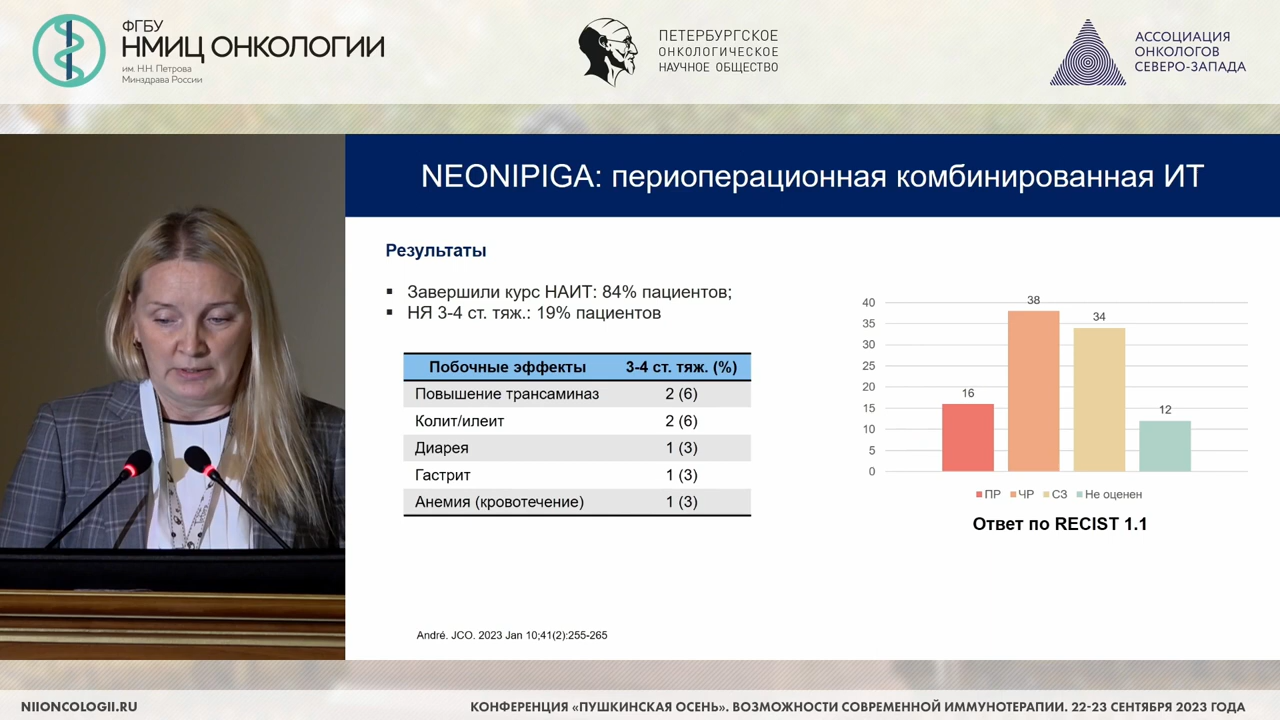 ФГБУ
НМИЦ ОНКОЛОГИИ
им. Н.Н. Петрова
Минздрава России
ПЕТЕРБУРГСКОЕ
ОНКОЛОГИЧЕСКОЕ
НАУЧНОЕ ОБЩЕСТВО
АССОЦИАЦИЯ
ОНКОЛОГОВ
СЕВЕРО-ЗАПАДА
NEONIPIGA: периоперационная комбинированная ИТ
Результаты
▪ Завершили курс НАИТ: 84% пациентов;
▪ НЯ 3-4 ст. тяж.: 19% пациентов
Побочные эффекты 3-4 ст. тяж. (%)
Повышение трансаминаз 2 (6)
Колит/илеит 2 (6)
Диарея 1 (3)
Гастрит 1 (3)
Анемия (кровотечение) 1 (3)
40
35
30
25
20
15
10
5
0
16
38
34
12
ПР ЧР СЗ Не оценен
Ответ по RECIST 1.1
André. JCO. 2023 Jan 10;41(2):255-265
NIIONCOLOGII.RU
КОНФЕРЕНЦИЯ «ПУШКИНСКАЯ ОСЕНЬ». ВОЗМОЖНОСТИ СОВРЕМЕННОЙ ИММУНОТЕРАПИИ. 22-23 СЕНТЯБРЯ 2023 ГОДА